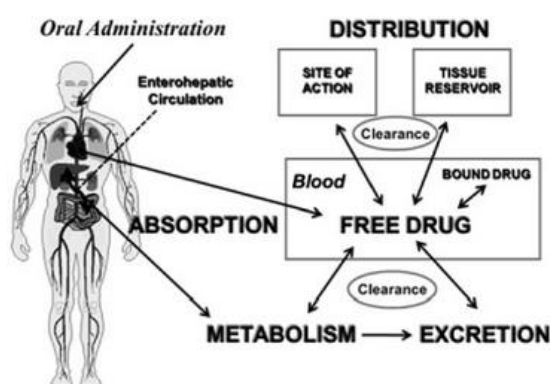 Oral Administration
Enterohepatic
Circulation
DISTRIBUTION
SITE OF
ACTION
TISSUE
RESERVOIR
Clearance
Blood
BOUND DRUG
ABSORPTION
FREE DRUG
Clearance
METABOLISM
EXCRETION